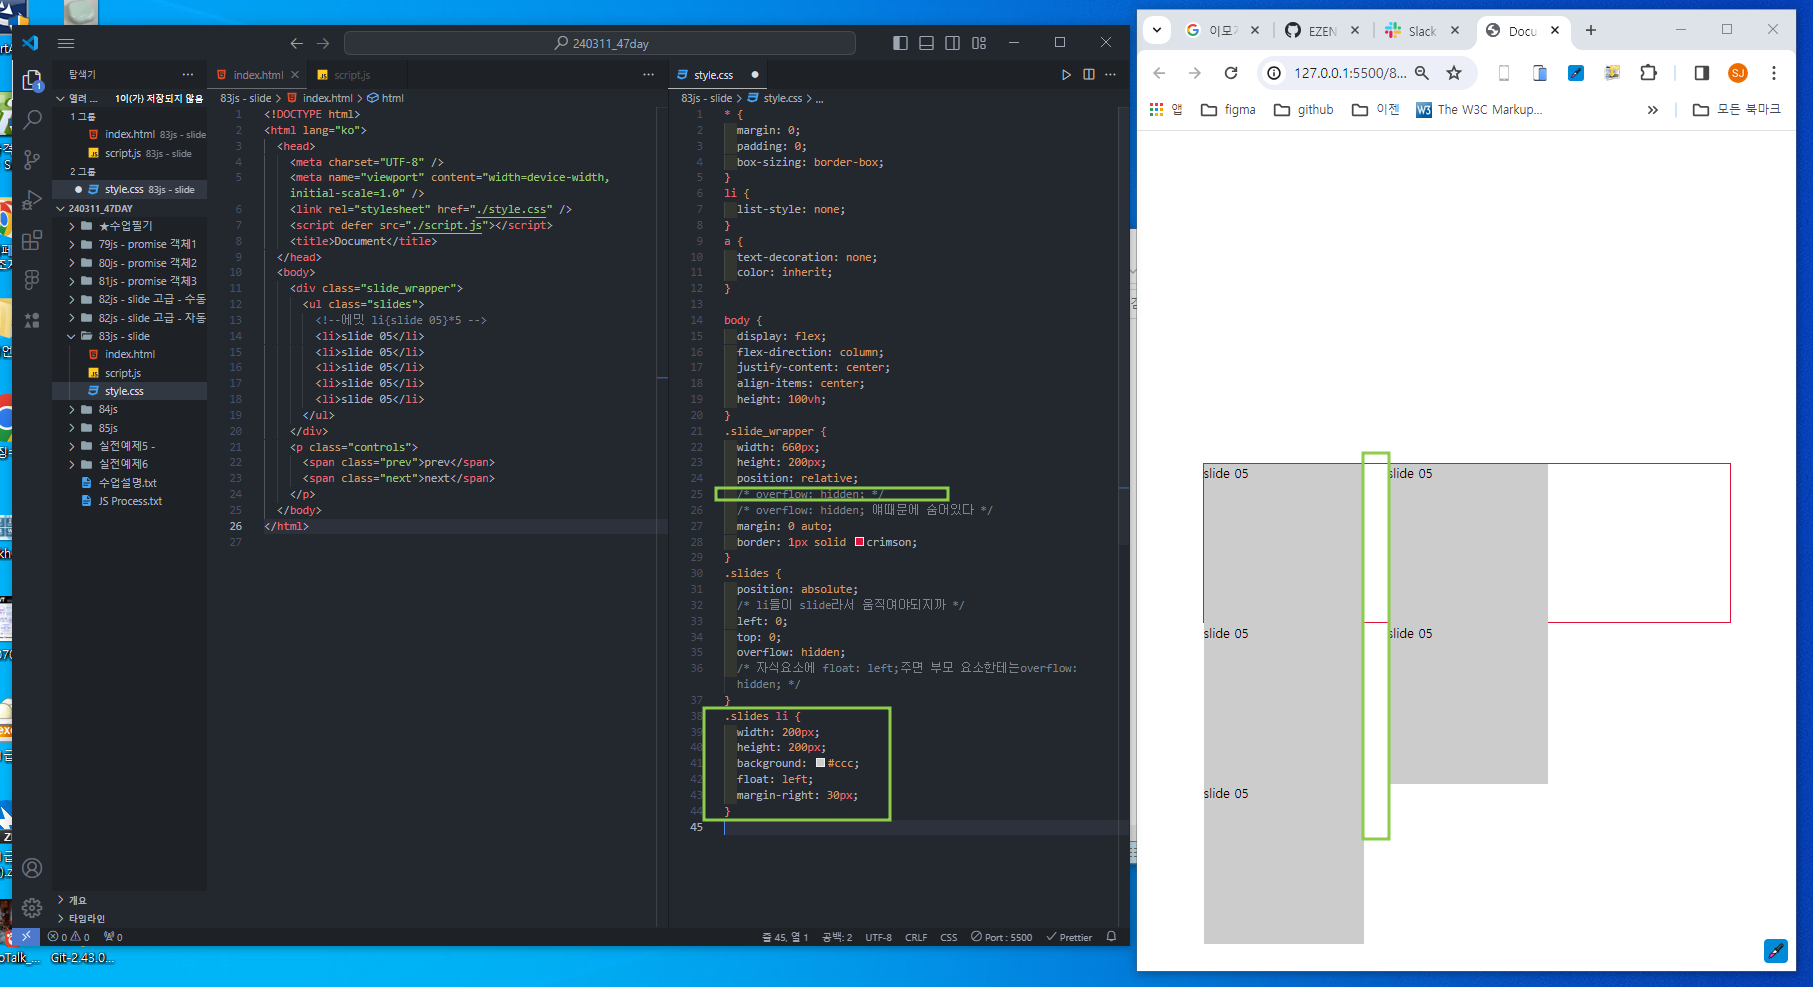 240311_47day
탐색기
열려 ... 1이(가) 저장되지 않음
1 그룹
index.html 83js - slide
script.js 83js - slide
2 그룹
style.css 83js - slide
240311_47DAY
★수업필기
79js - promise 객체1
80js - promise 객체2
81js - promise 객체3
82js - slide 고급 - 수동
82js - slide 고급 - 자동
83js - slide
index.html
script.js
style.css
84js
85js
실전예제5 -
실전예제6
수업설명.txt
JS Process.txt
개요
타임라인
index.html
script.js
83js - slide > index.html > html
1 <!DOCTYPE html>
2 <html lang="ko">
3 <head>
4 <meta charset="UTF-8" />
5 <meta name="viewport" content="width=device-width,
initial-scale=1.0" />
6 <link rel="stylesheet" href="./style.css" />
7 <script defer src="./script.js"></script>
8 <title>Document</title>
9 </head>
10 <body>
11 <div class="slide_wrapper">
12 <ul class="slides">
13 <!--에밋 li{slide 05}*5 -->
14 <li>slide 05</li>
15 <li>slide 05</li>
16 <li>slide 05</li>
17 <li>slide 05</li>
18 <li>slide 05</li>
19 </ul>
20 </div>
21 <p class="controls">
22 <span class="prev">prev</span>
23 <span class="next">next</span>
24 </p>
25 </body>
26 </html>
27
style.css
83js - slide > style.css > ...
1 * {
2 margin: 0;
3 padding: 0;
4 box-sizing: border-box;
5 }
6 li {
7 list-style: none;
8 }
9 a {
10 text-decoration: none;
11 color: inherit;
12 }
13
14 body {
15 display: flex;
16 flex-direction: column;
17 justify-content: center;
18 align-items: center;
19 height: 100vh;
20 }
21 .slide_wrapper {
22 width: 660px;
23 height: 200px;
24 position: relative;
25 /* overflow: hidden; */
26 /* overflow: hidden; 얘때문에 숨어있다 */
27 margin: 0 auto;
28 border: 1px solid crimson;
29 }
30 .slides {
31 position: absolute;
32 /* li들이 slide라서 움직여야되지까 */
33 left: 0;
34 top: 0;
35 overflow: hidden;
36 /* 자식요소에 float: left;주면 부모 요소한테는overflow:
hidden; */
37 }
38 .slides li {
39 width: 200px;
40 height: 200px;
41 background: #ccc;
42 float: left;
43 margin-right: 30px;
44 }
45
0 0 0
줄 45, 열 1 공백: 2 UTF-8 CRLF CSS Port : 5500 Prettier
Git-2.43.0...
이모 EZEN Slack Docu
127.0.0.1:5500/8... SJ
앱 figma github 이젠 The W3C Markup... » 모든 북마크
slide 05 slide 05
slide 05 slide 05
slide 05